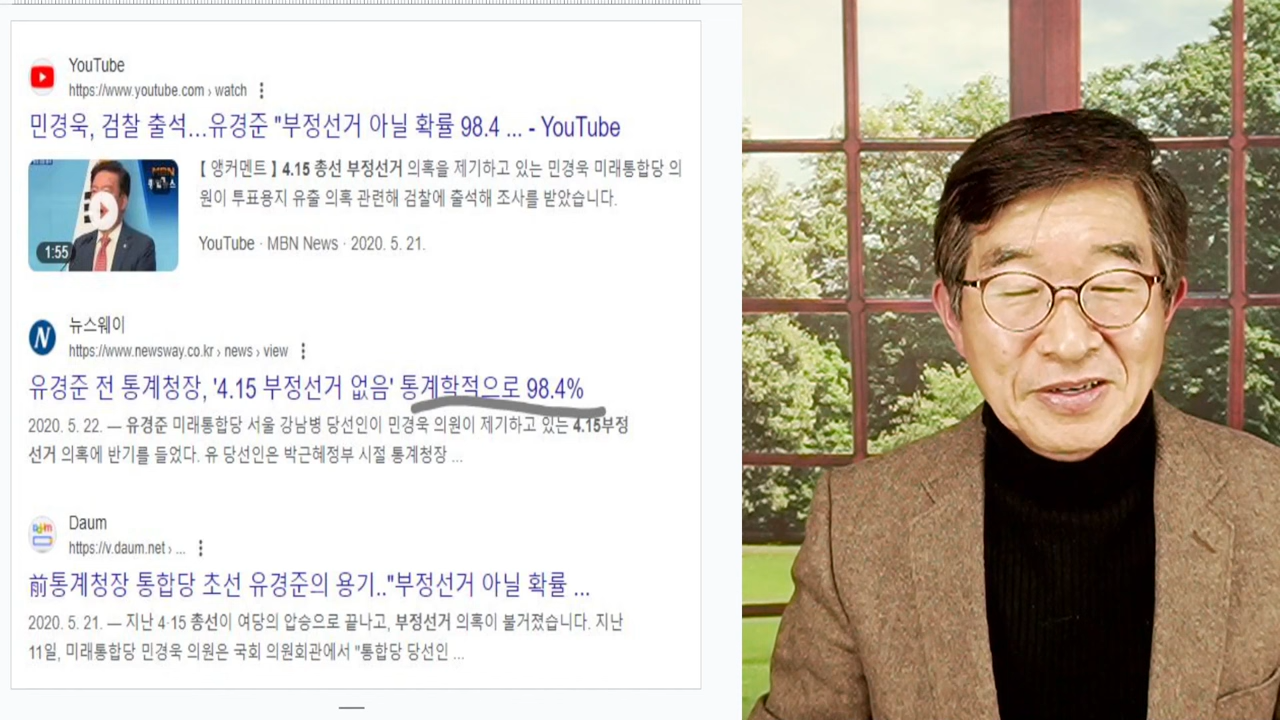 YouTube
https://www.youtube.com › watch
민경욱, 검찰 출석...유경준 "부정선거 아닐 확률 98.4 ... - YouTube
【 앵커멘트 】 4.15 총선 부정선거 의혹을 제기하고 있는 민경욱 미래통합당 의
원이 투표용지 유출 의혹 관련해 검찰에 출석해 조사를 받았습니다.
1:55
YouTube · MBN News · 2020. 5. 21.
뉴스웨이
https://www.newsway.co.kr › news › view
유경준 전 통계청장, '4.15 부정선거 없음' 통계학적으로 98.4%
2020. 5. 22. — 유경준 미래통합당 서울 강남병 당선인이 민경욱 의원이 제기하고 있는 4.15부정
선거 의혹에 반기를 들었다. 유 당선인은 박근혜정부 시절 통계청장 ...
Daum
https://v.daum.net › ...
前통계청장 통합당 초선 유경준의 용기.."부정선거 아닐 확률 ...
2020. 5. 21. — 지난 4·15 총선이 여당의 압승으로 끝나고, 부정선거 의혹이 불거졌습니다. 지난
11일, 미래통합당 민경욱 의원은 국회 의원회관에서 "통합당 당선인 ...